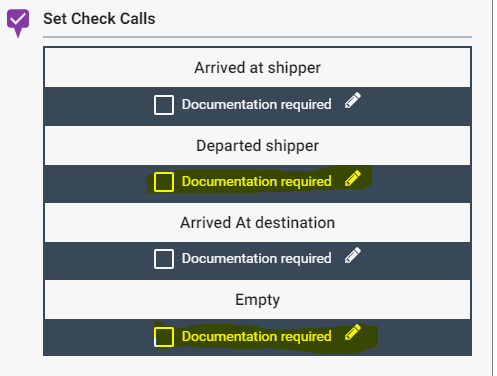 Set Check Calls
Arrived at shipper
Documentation required
Departed shipper
Documentation required
Arrived At destination
Documentation required
Empty
Documentation required